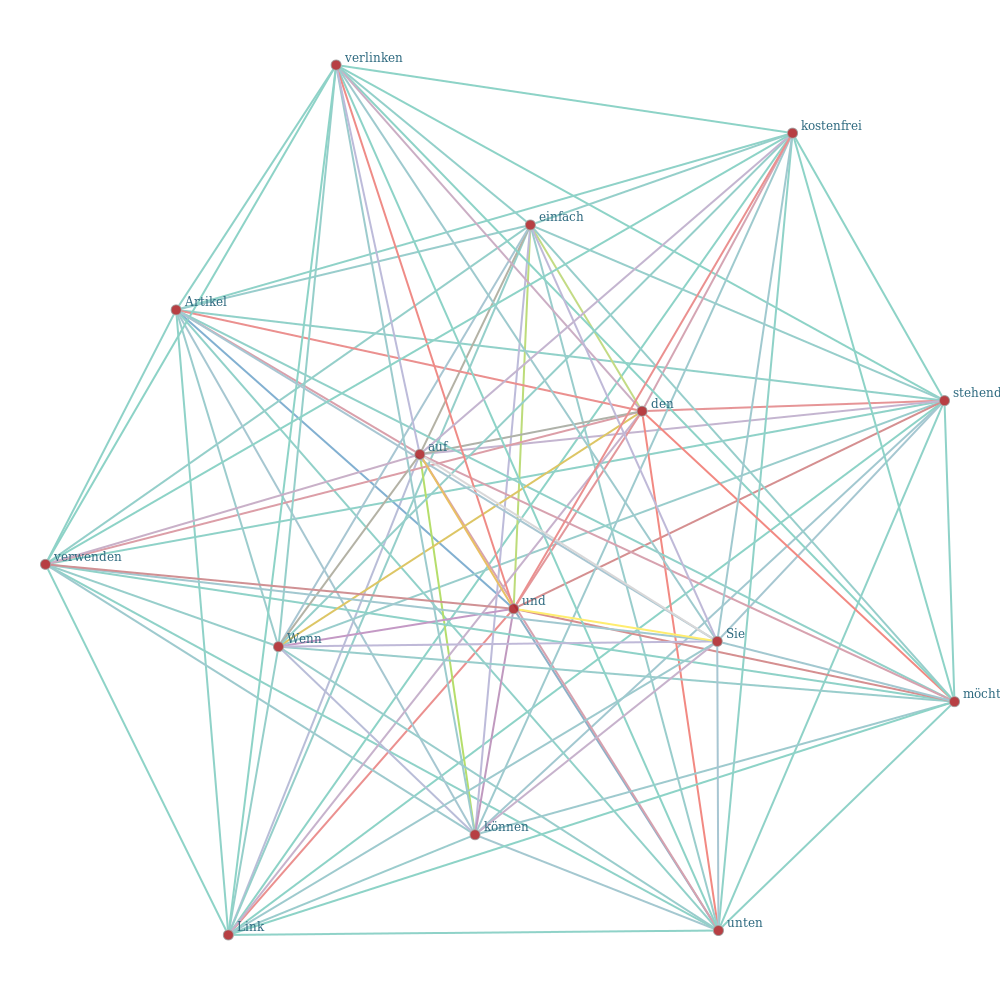 verlinken
kostenfrei
einfach
Artikel
stehend
den
auf
verwenden
und
Sie
Wenn
möcht
können
unten
Link